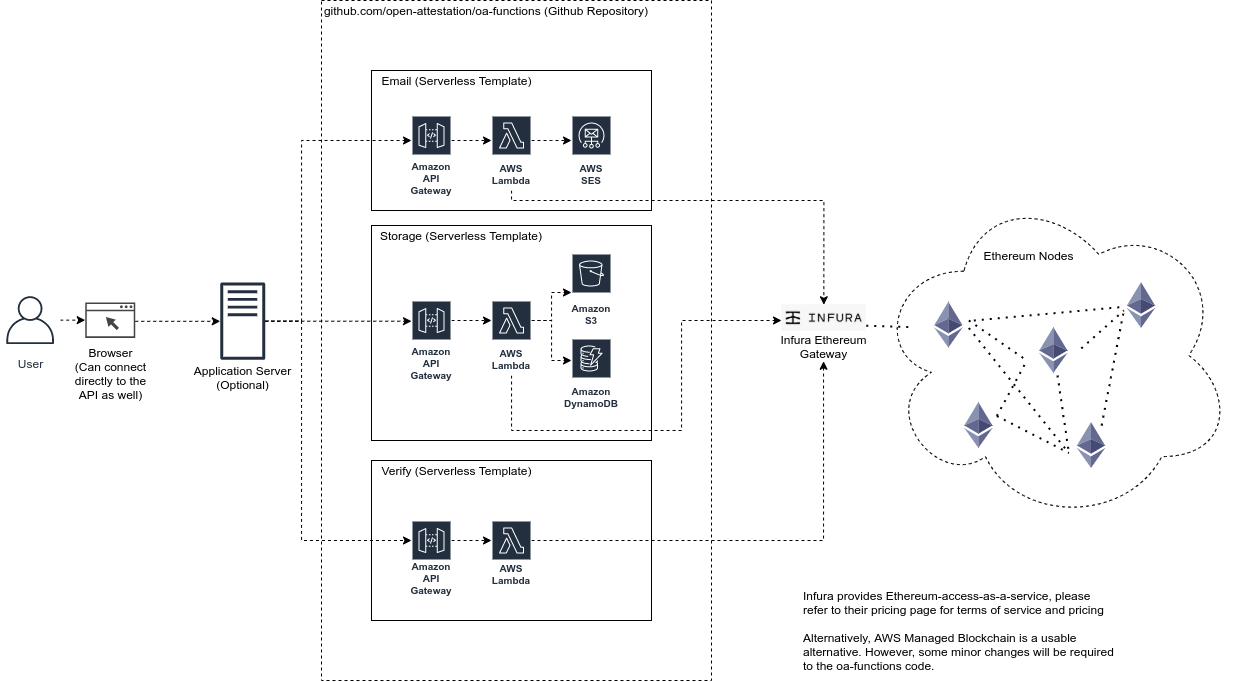 github.com/open-attestation/oa-functions (Github Repository)
Email (Serverless Template)
Amazon
API
Gateway
AWS
Lambda
AWS
SES
Storage (Serverless Template)
Amazon
API
Gateway
AWS
Lambda
Amazon
S3
Amazon
DynamoDB
Verify (Serverless Template)
Amazon
API
Gateway
AWS
Lambda
User
Browser
(Can connect
directly to the
API as well)
Application Server
(Optional)
INFURA
Infura Ethereum
Gateway
Ethereum Nodes
Infura provides Ethereum-access-as-a-service, please
refer to their pricing page for terms of service and pricing
Alternatively, AWS Managed Blockchain is a usable
alternative. However, some minor changes will be required
to the oa-functions code.